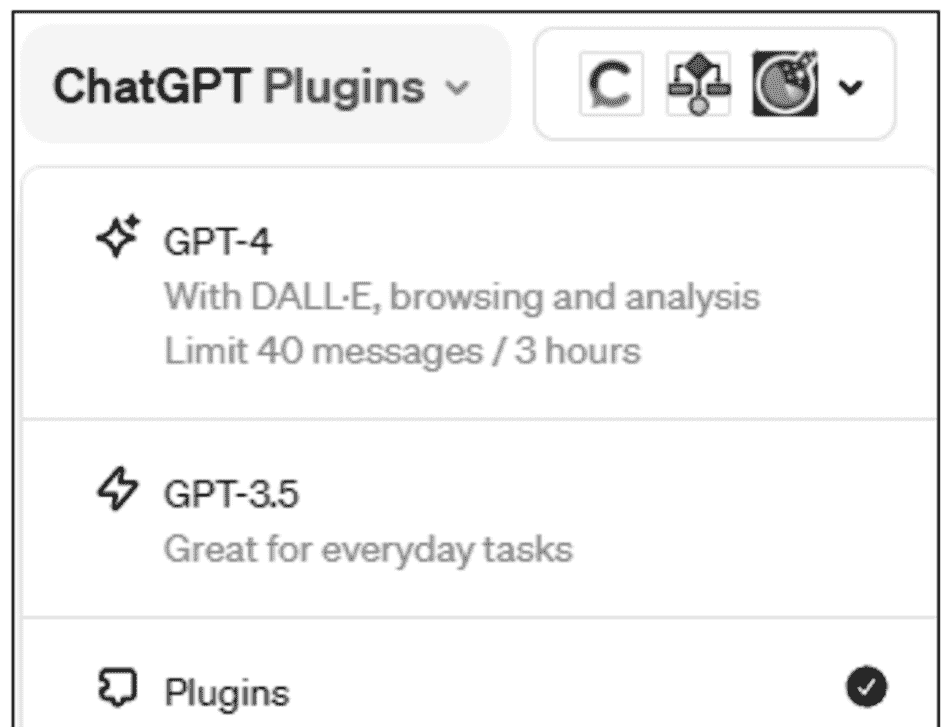 ChatGPT Plugins
GPT-4
With DALL·E, browsing and analysis
Limit 40 messages / 3 hours
GPT-3.5
Great for everyday tasks
Plugins